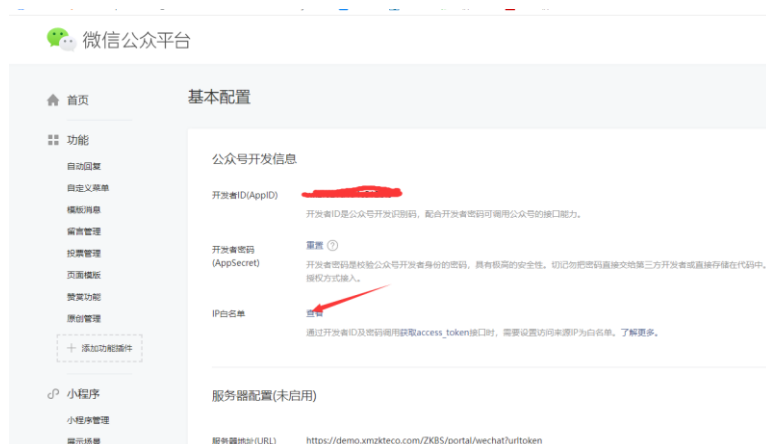 微信公众平台
首页
基本配置
功能
公众号开发信息
自动回复
自定义菜单
开发者ID(AppID)
模版消息
开发者ID是公众号开发识别码，配合开发者密码可调用公众号的接口能力。
留言管理
投票管理
开发者密码
(AppSecret)
重置
页面模版
开发者密码是校验公众号开发者身份的密码，具有极高的安全性。切记勿把密码直接交给第三方开发者或直接存储在代码中。
授权方式接入。
赞赏功能
原创管理
IP白名单
查看
通过开发者ID及密码调用获取access_token接口时，需要设置访问来源IP为白名单。了解更多。
添加功能插件
小程序
服务器配置(未启用)
小程序管理
展示场景
服务器地址(URL)
https://demo.xmzkteco.com/ZKBS/portal/wechat?urltoken